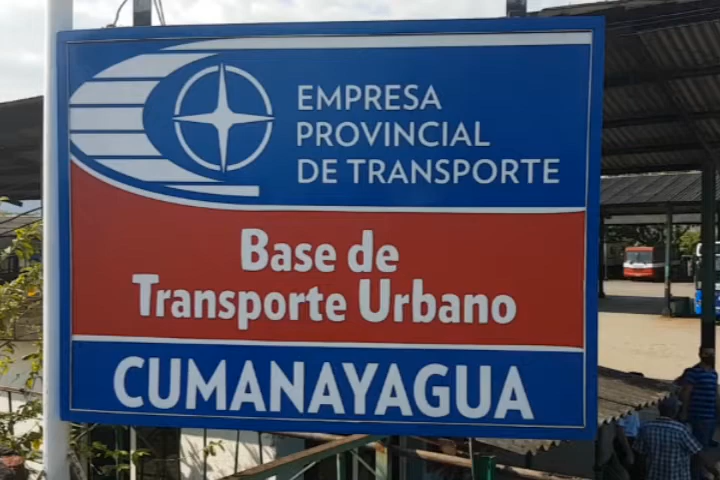 EMPRESA
PROVINCIAL
DE TRANSPORTE
Base de
Transporte Urbano
CUMANAYAGUA